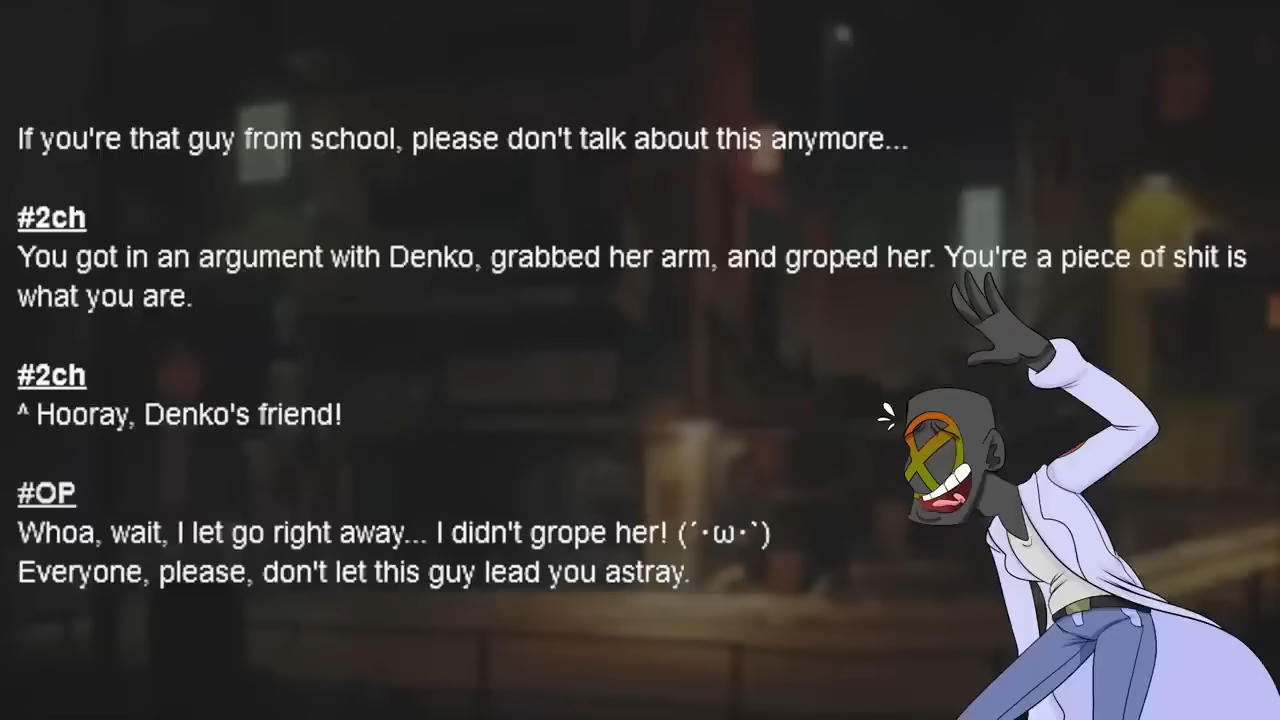 If you're that guy from school, please don't talk about this anymore...
#2ch
You got in an argument with Denko, grabbed her arm, and groped her. You're a piece of shit is
what you are.
#2ch
^ Hooray, Denko's friend!
#OP
Whoa, wait, I let go right away... I didn't grope her! (´･ω･`)
Everyone, please, don't let this guy lead you astray.